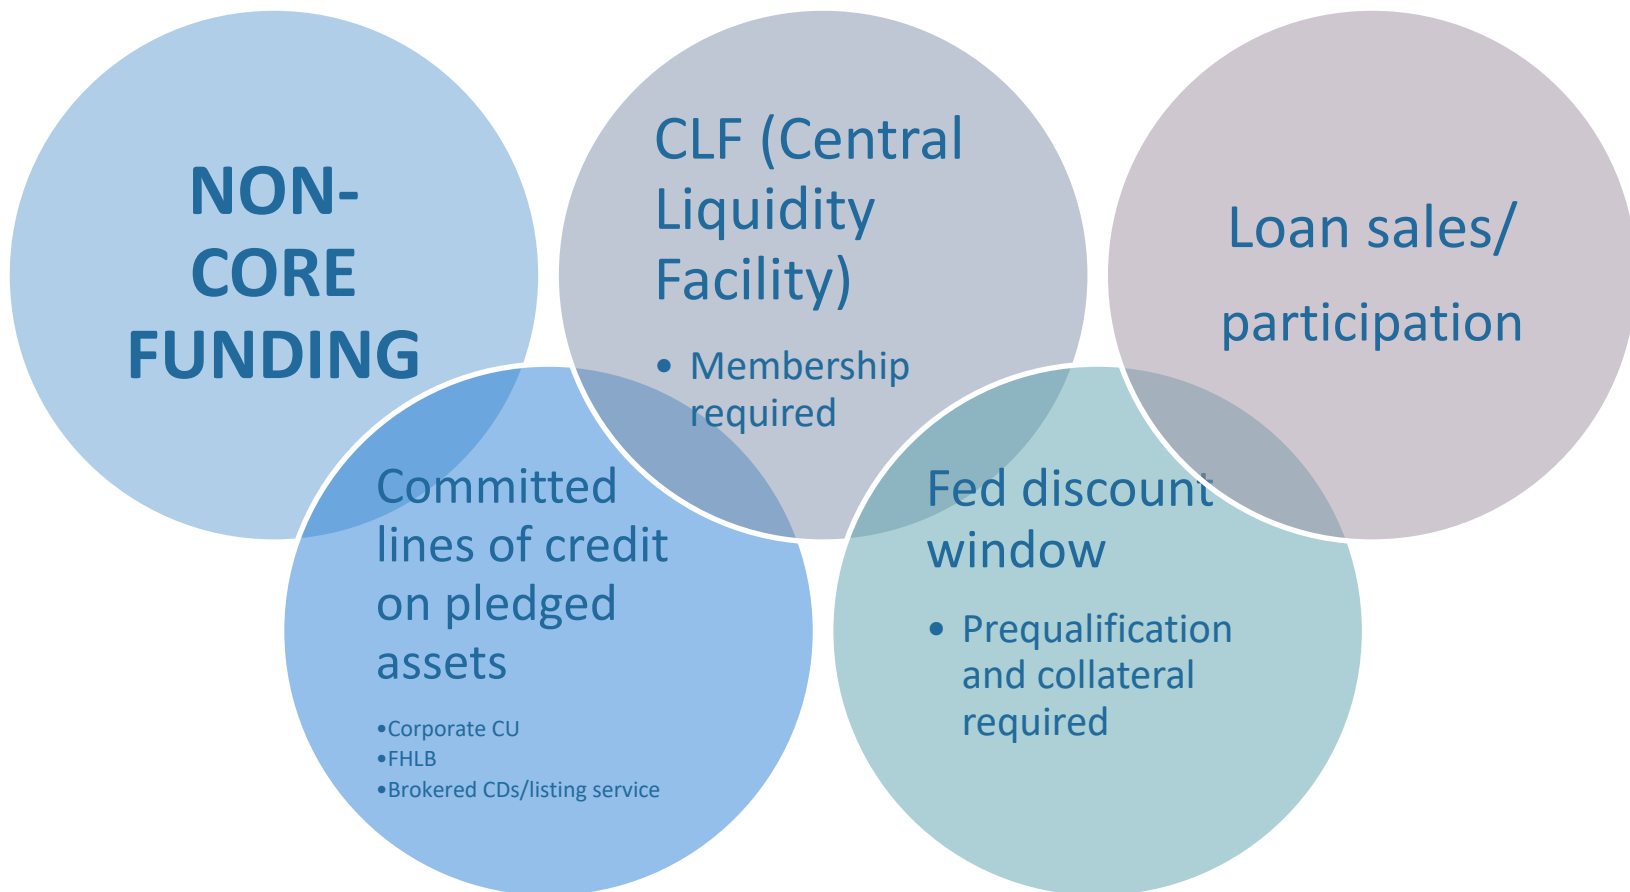 NON-
CORE
FUNDING
Committed
lines of credit
on pledged
assets
•Corporate CU
•FHLB
•Brokered CDs/listing service
CLF (Central
Liquidity
Facility)
• Membership
required
Fed discount
window
• Prequalification
and collateral
required
Loan sales/
participation